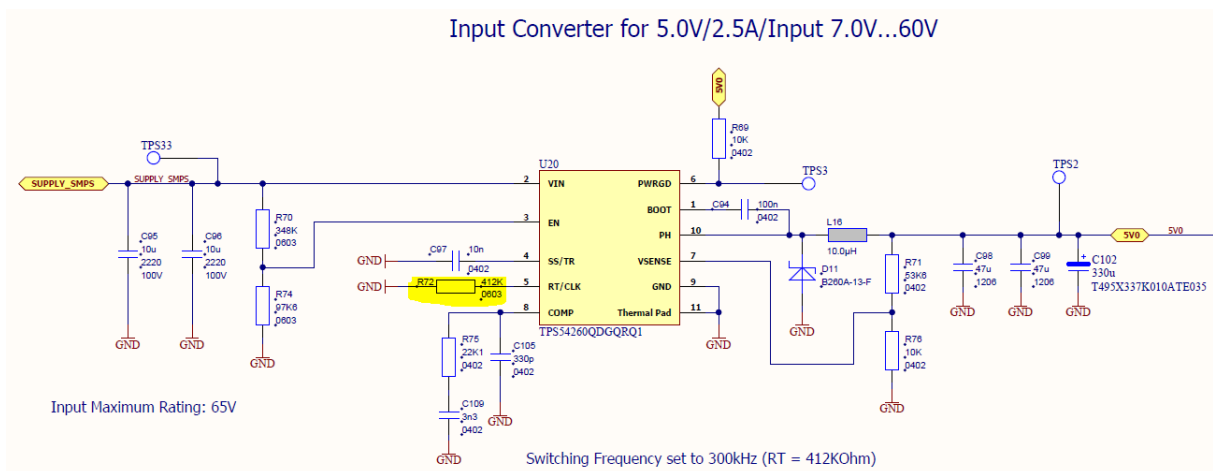 Input Converter for 5.0V/2.5A/Input 7.0V...60V
5V0
TPS33
R69
10K
0402
TPS3
TPS2
U20
SUPPLY_SMPS
SUPPLY_SMPS
2 VIN
PWRGD 6
3 EN
BOOT 1
C94
100n
0402
PH 10
L16
10.0µH
5V0
5V0
4 SS/TR
VSENSE 7
5 RT/CLK
GND 9
8 COMP
Thermal Pad 11
TPS54260QDGQRQ1
C95
10u
2220
100V
C96
10u
2220
100V
R70
348K
0603
R74
97K6
0603
GND
C97
10n
0402
GND
R72
412K
0603
D11
B260A-13-F
R71
53K6
0402
C98
47u
1206
C99
47u
1206
C102
330u
T495X337K010ATE035
R76
10K
0402
R75
22K1
0402
C105
330p
0402
C109
3n3
0402
GND
GND
GND
GND
GND
GND
GND
GND
GND
GND
GND
Input Maximum Rating: 65V
Switching Frequency set to 300kHz (RT = 412KOhm)